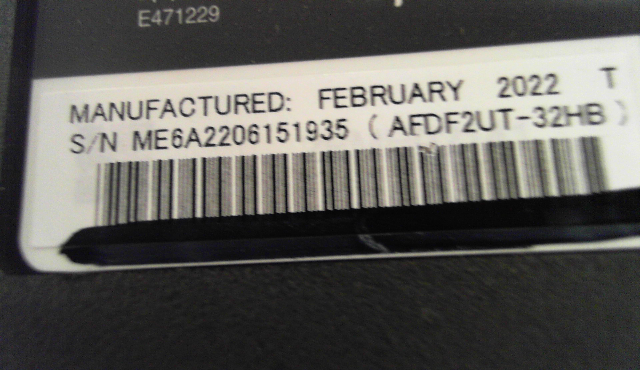 E471229
MANUFACTURED: FEBRUARY 2022 T
S/N ME6A2206151935 ( AFDF2UT-32HB )